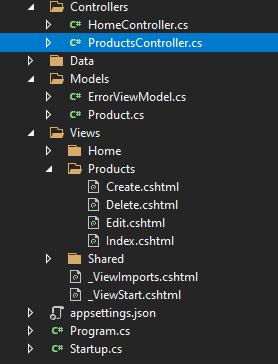 Controllers
C# HomeController.cs
C# ProductsController.cs
Data
Models
C# ErrorViewModel.cs
C# Product.cs
Views
Home
Products
Create.cshtml
Delete.cshtml
Edit.cshtml
Index.cshtml
Shared
_ViewImports.cshtml
_ViewStart.cshtml
appsettings.json
C# Program.cs
C# Startup.cs